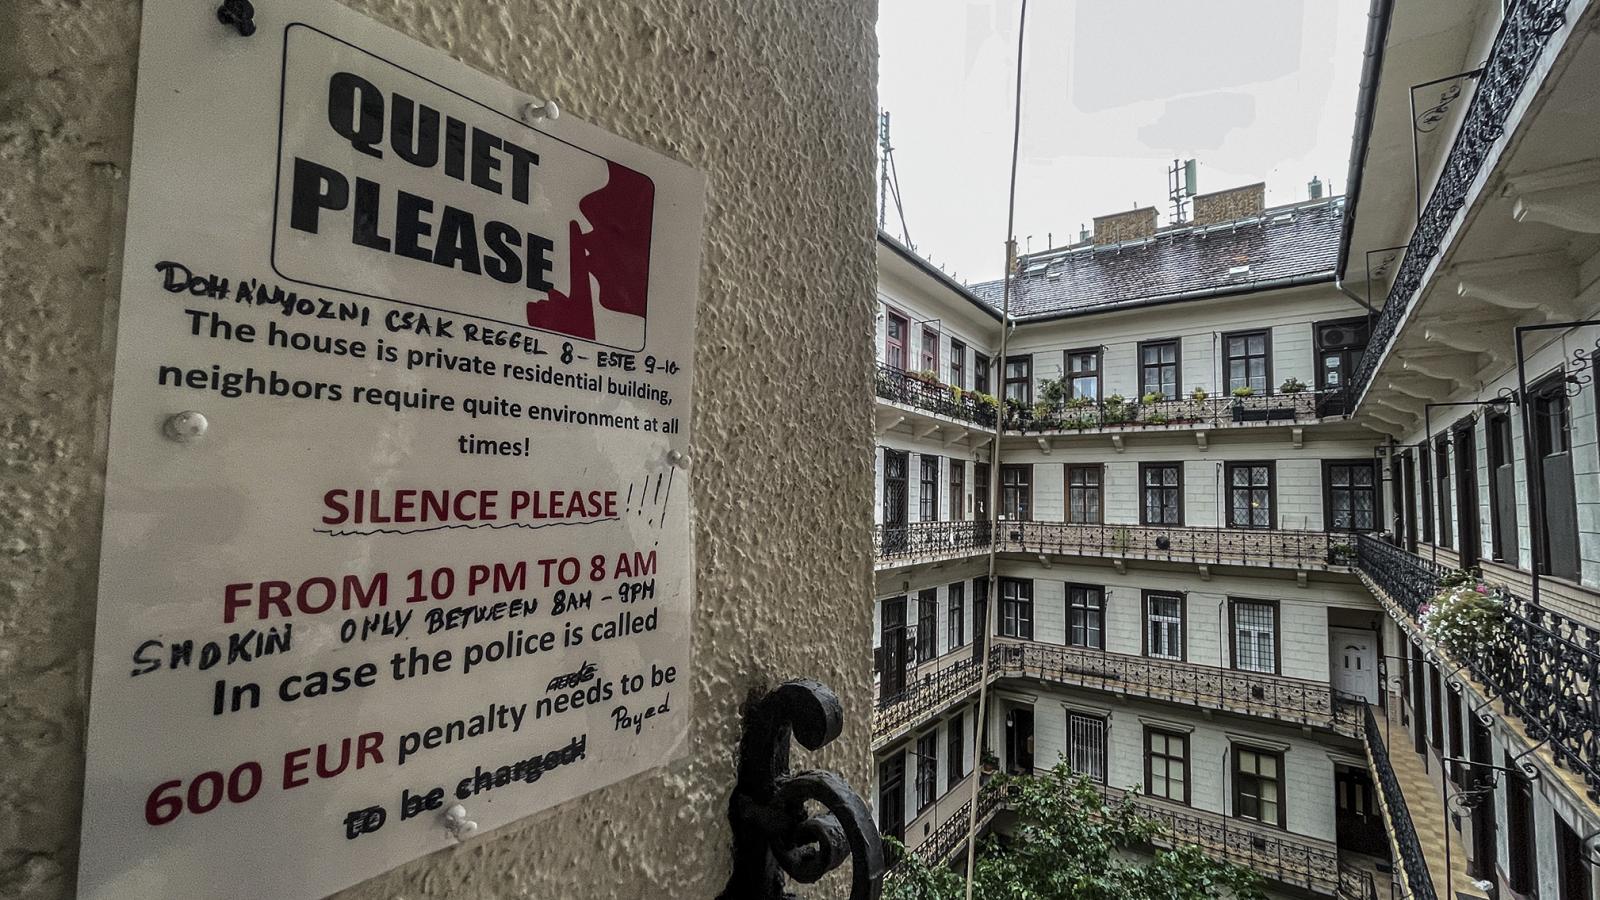 QUIET
PLEASE
DOHÁNYOZNI CSAK REGGEL 8 - ESTE 9-IG
The house is private residential building,
neighbors require quite environment at all
times!
SILENCE PLEASE!!!!
FROM 10 PM TO 8 AM
SMOKIN ONLY BETWEEN 8AM - 9PM
In case the police is called
600 EUR penalty needs to be
Payed
to be charged!